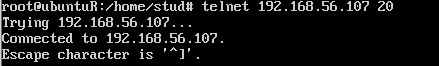 root@ubuntuR:/home/stud# telnet 192.168.56.107 20
Trying 192.168.56.107...
Connected to 192.168.56.107.
Escape character is '^]'.